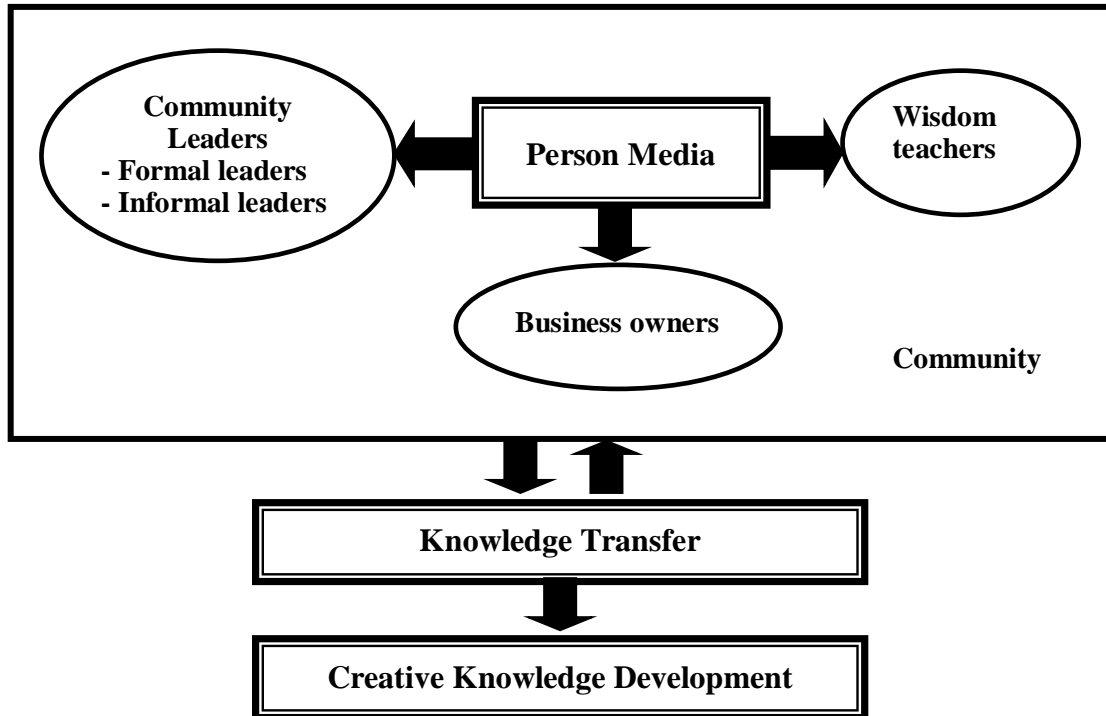 Community
Leaders
- Formal leaders
- Informal leaders
Person Media
Wisdom
teachers
Business owners
Community
Knowledge Transfer
Creative Knowledge Development